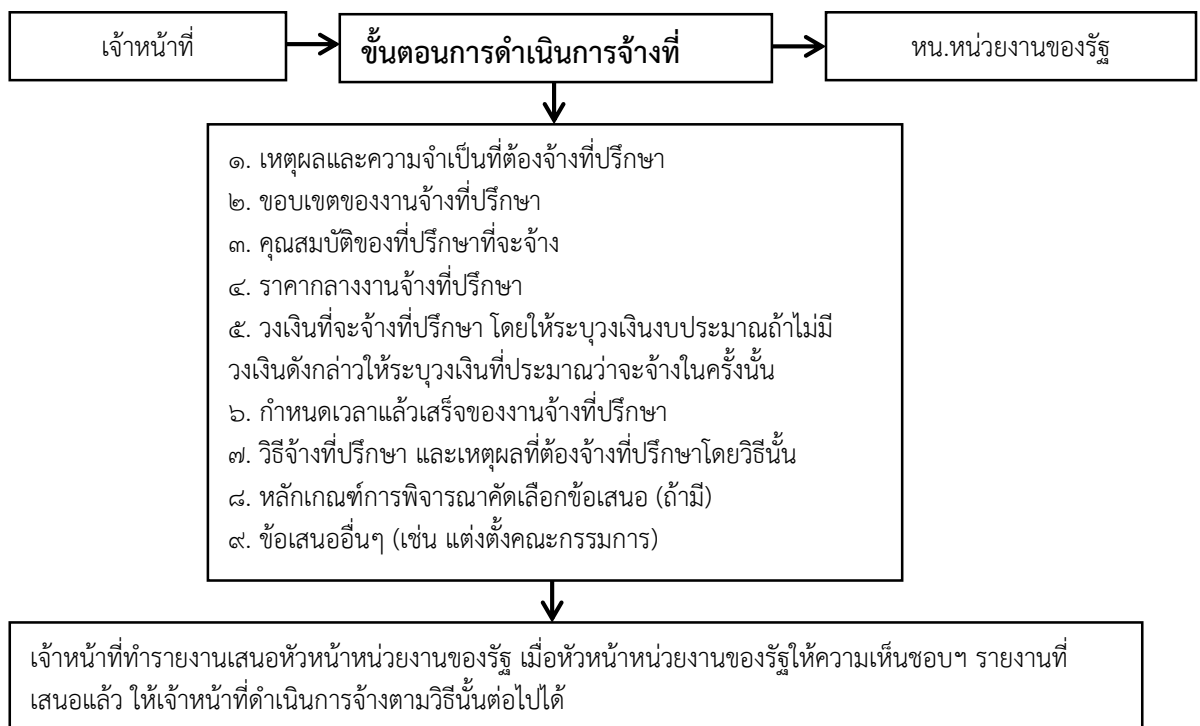 เจ้าหน้าที่
ขั้นตอนการดำเนินการจ้างที่
หน.หน่วยงานของรัฐ
๑. เหตุผลและความจำเป็นที่ต้องจ้างที่ปรึกษา
๒. ขอบเขตของงานจ้างที่ปรึกษา
๓. คุณสมบัติของที่ปรึกษาที่จะจ้าง
๔. ราคากลางงานจ้างที่ปรึกษา
๕. วงเงินที่จะจ้างที่ปรึกษา โดยให้ระบุวงเงินงบประมาณถ้าไม่มี
วงเงินดังกล่าวให้ระบุวงเงินที่ประมาณว่าจะจ้างในครั้งนั้น
๖. กำหนดเวลาแล้วเสร็จของงานจ้างที่ปรึกษา
๗. วิธีจ้างที่ปรึกษา และเหตุผลที่ต้องจ้างที่ปรึกษาโดยวิธีนั้น
๘. หลักเกณฑ์การพิจารณาคัดเลือกข้อเสนอ (ถ้ามี)
๙. ข้อเสนออื่นๆ (เช่น แต่งตั้งคณะกรรมการ)
เจ้าหน้าที่ทำรายงานเสนอหัวหน้าหน่วยงานของรัฐ เมื่อหัวหน้าหน่วยงานของรัฐให้ความเห็นชอบฯ รายงานที่
เสนอแล้ว ให้เจ้าหน้าที่ดำเนินการจ้างตามวิธีนั้นต่อไปได้